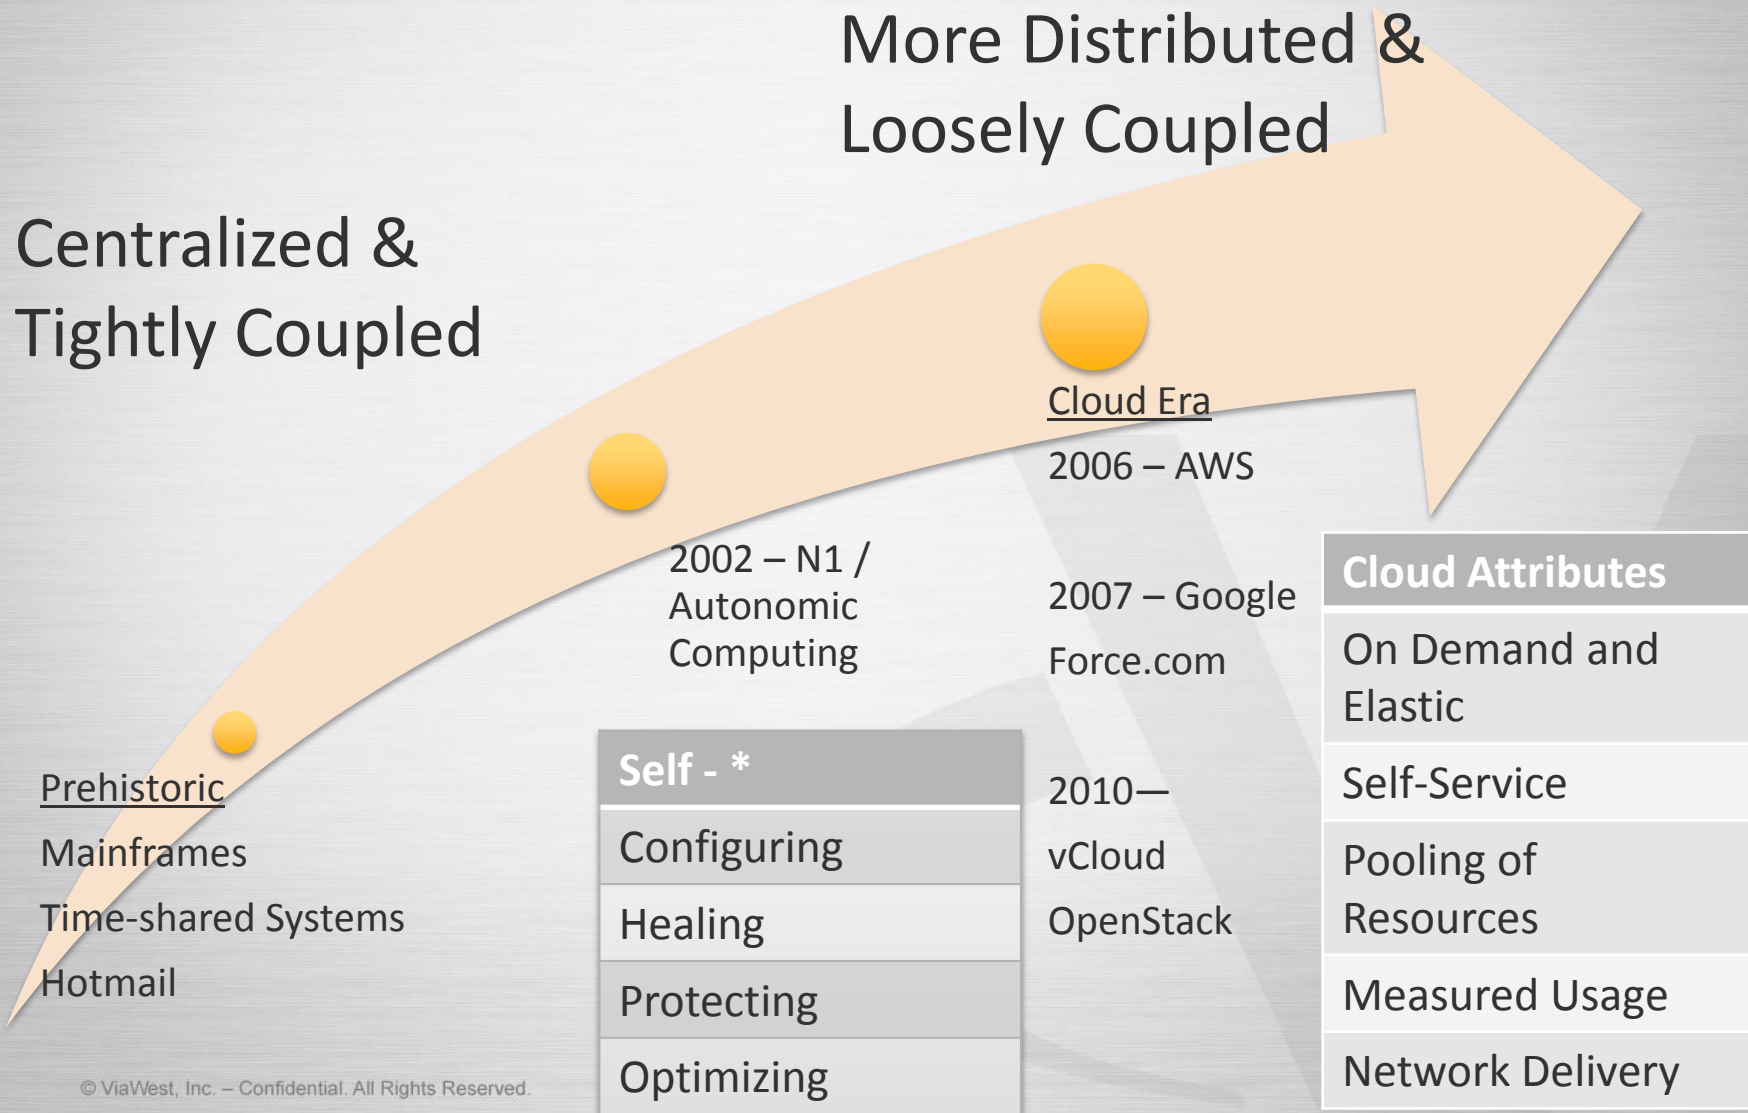 More Distributed &
Loosely Coupled
Centralized &
Tightly Coupled
Prehistoric
Mainframes
Time-shared Systems
Hotmail
2002 – N1 /
Autonomic
Computing
Self - *
Configuring
Healing
Protecting
Optimizing
Cloud Era
2006 – AWS
2007 – Google
Force.com
2010—
vCloud
OpenStack
Cloud Attributes
On Demand and
Elastic
Self-Service
Pooling of
Resources
Measured Usage
Network Delivery
© ViaWest, Inc. – Confidential. All Rights Reserved.